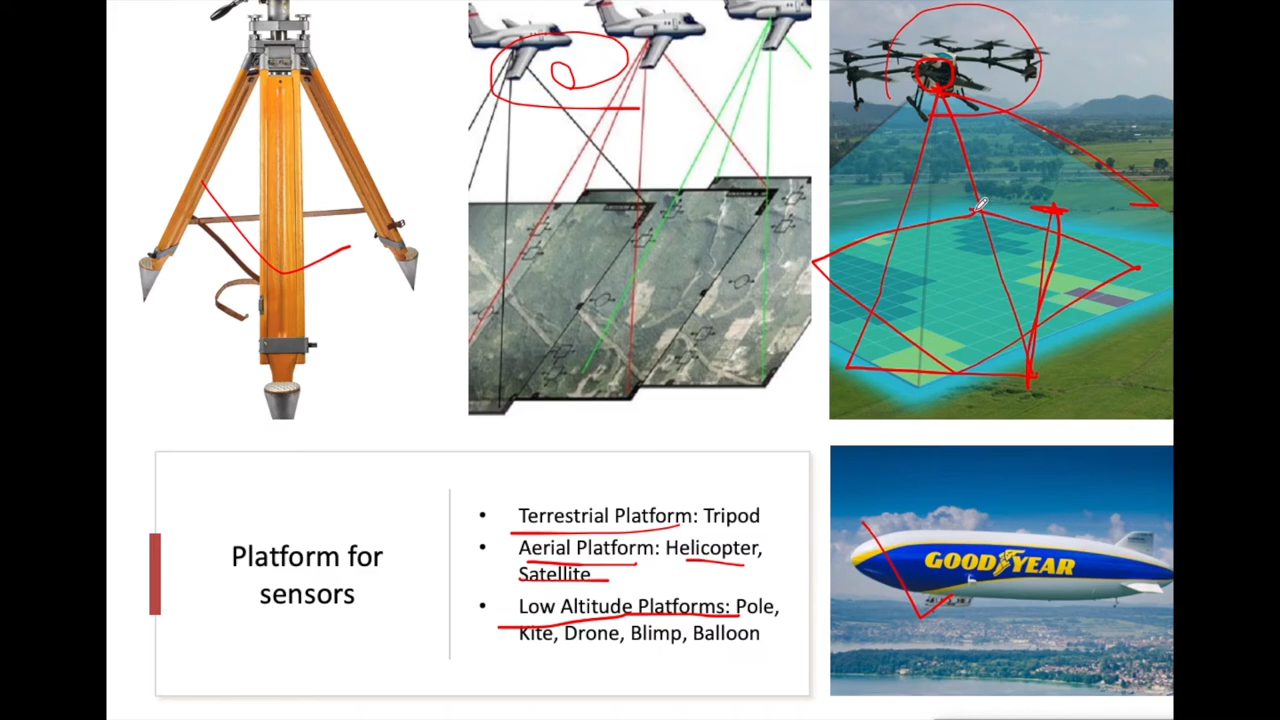 Platform for
sensors
• Terrestrial Platform: Tripod
• Aerial Platform: Helicopter,
Satellite
• Low Altitude Platforms: Pole,
Kite, Drone, Blimp, Balloon
GOODYEAR